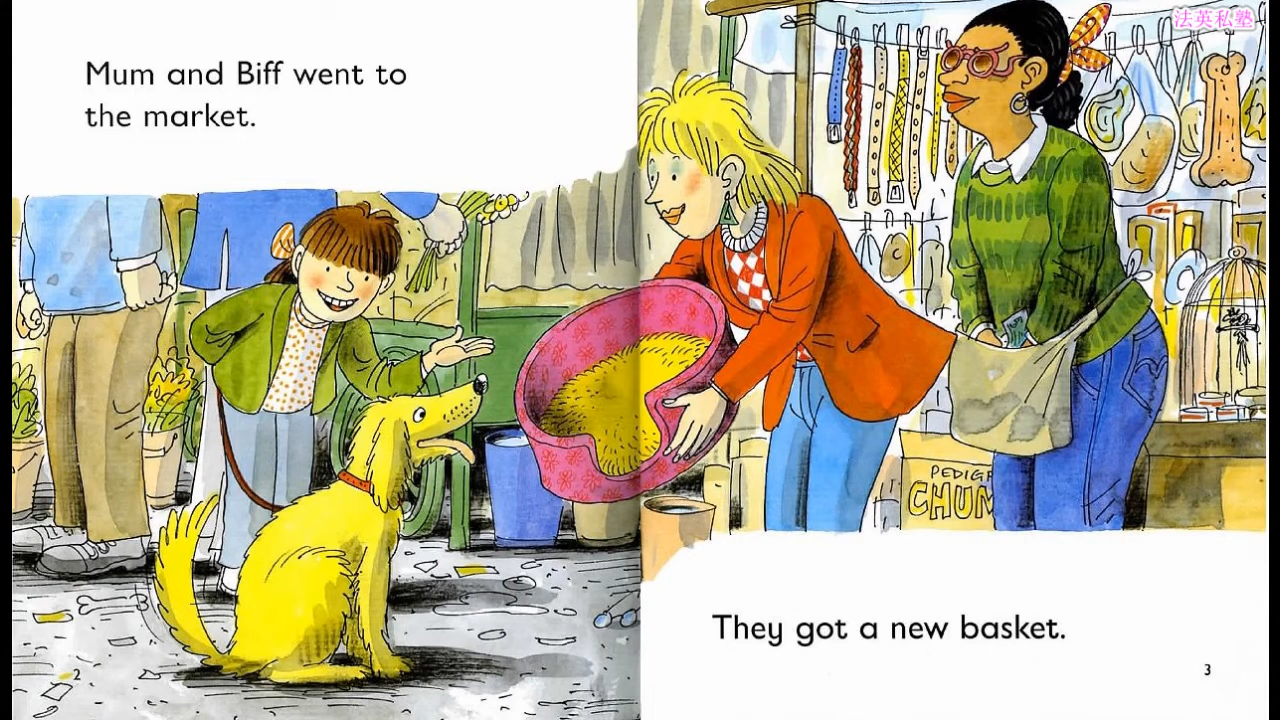 法英私塾
Mum and Biff went to
the market.
PEDIGR
CHUM
They got a new basket.
2
3